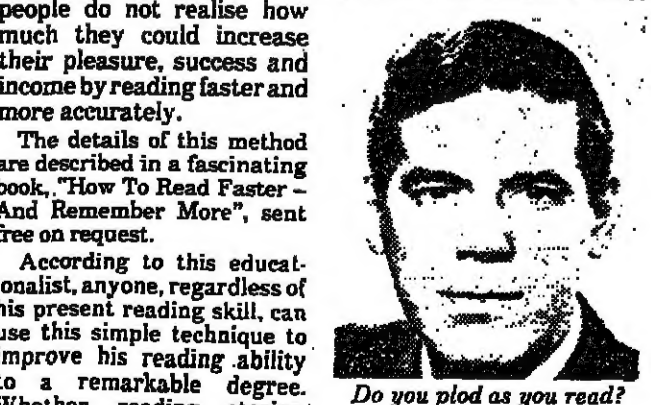 people do not realise how
much they could increase
their pleasure, success and
income by reading faster and
more accurately.
The details of this method
are described in a fascinating
book, "How To Read Faster –
And Remember More", sent
free on request.
According to this educat-
ionalist, anyone, regardless of
his present reading skill, can
use this simple technique to
improve his reading ability
to a remarkable degree.
Whether reading
Do you plod as you read?